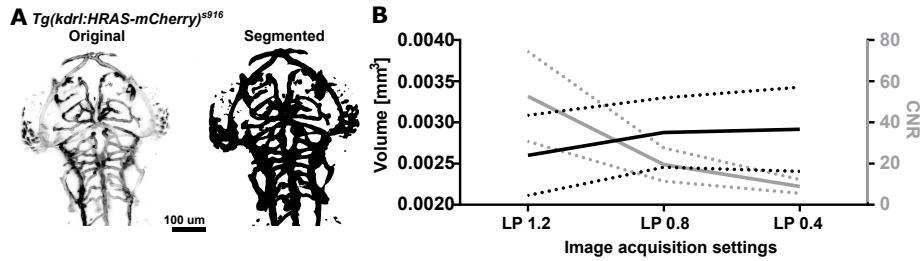 A Tg(kdrl:HRAS-mCherry)s916
Original Segmented
100 um
B
Volume [mm3]
0.0040
0.0035
0.0030
0.0025
0.0020
80
60
40
20
0
CNR
LP 1.2 LP 0.8 LP 0.4
Image acquisition settings